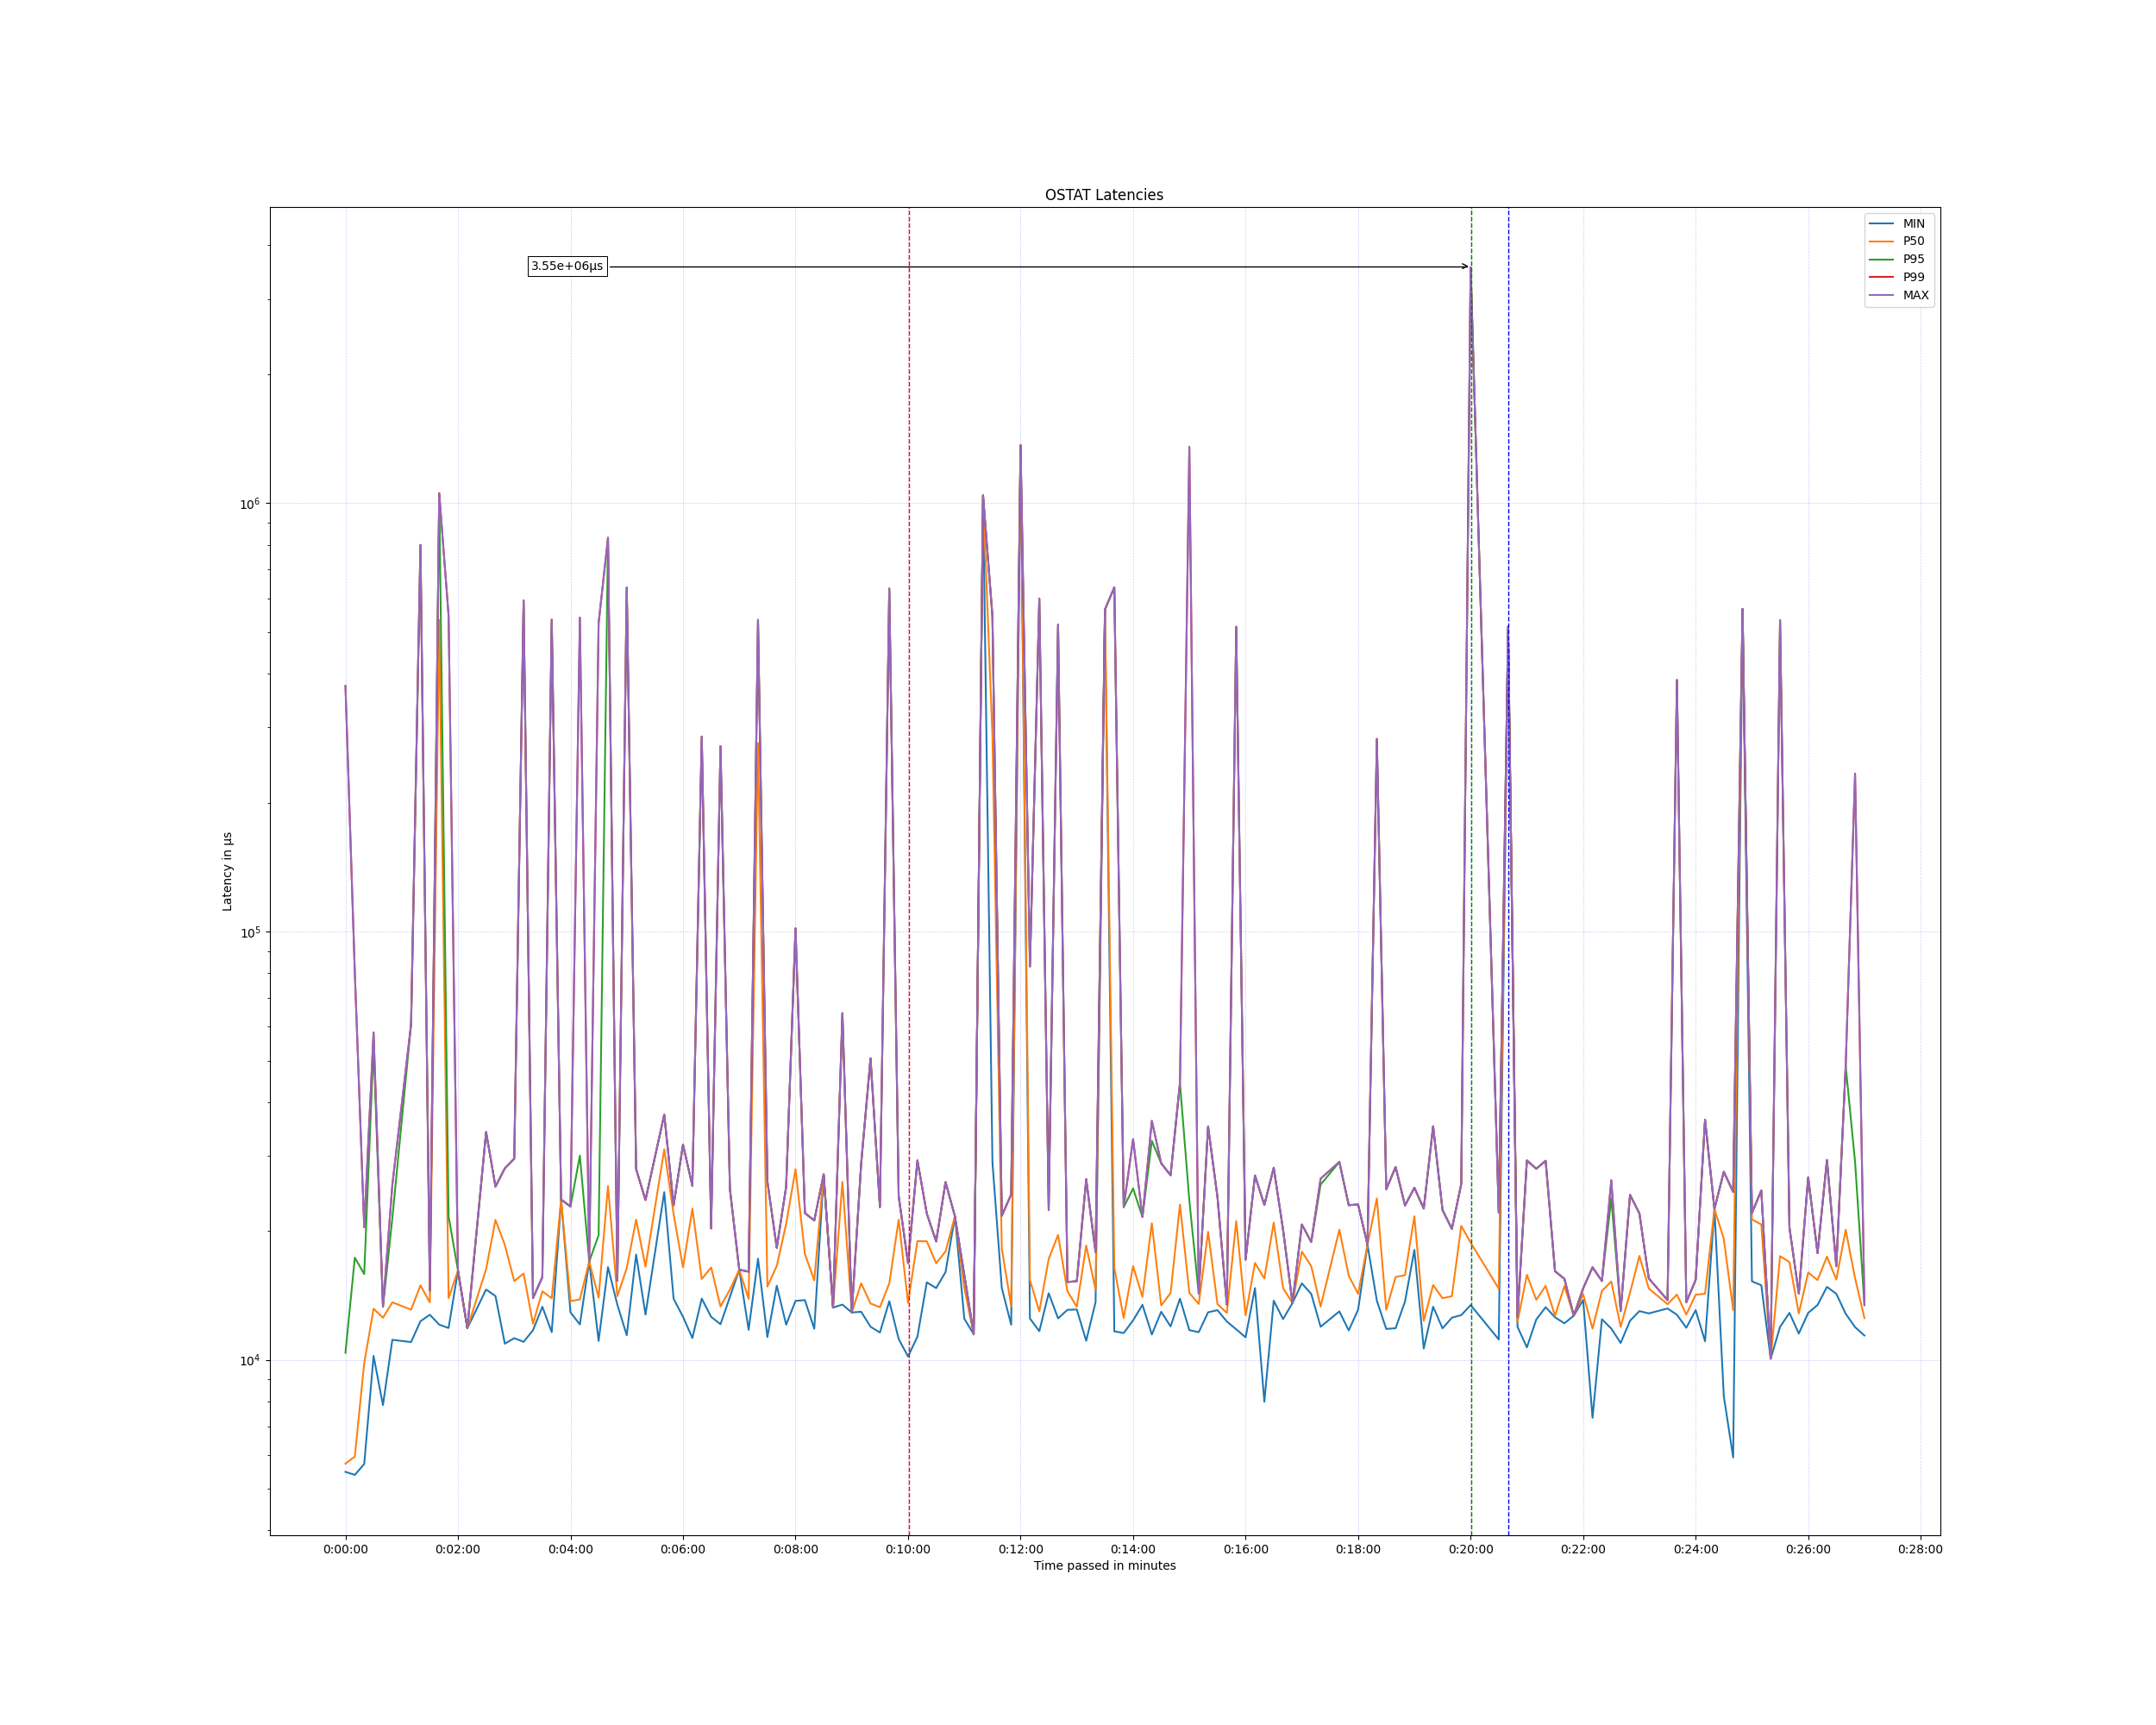 OSTAT Latencies
3.55e+06µs
MIN
P50
P95
P99
MAX
10⁶
10⁵
10⁴
Latency in µs
0:00:00 0:02:00 0:04:00 0:06:00 0:08:00 0:10:00 0:12:00 0:14:00 0:16:00 0:18:00 0:20:00 0:22:00 0:24:00 0:26:00 0:28:00
Time passed in minutes